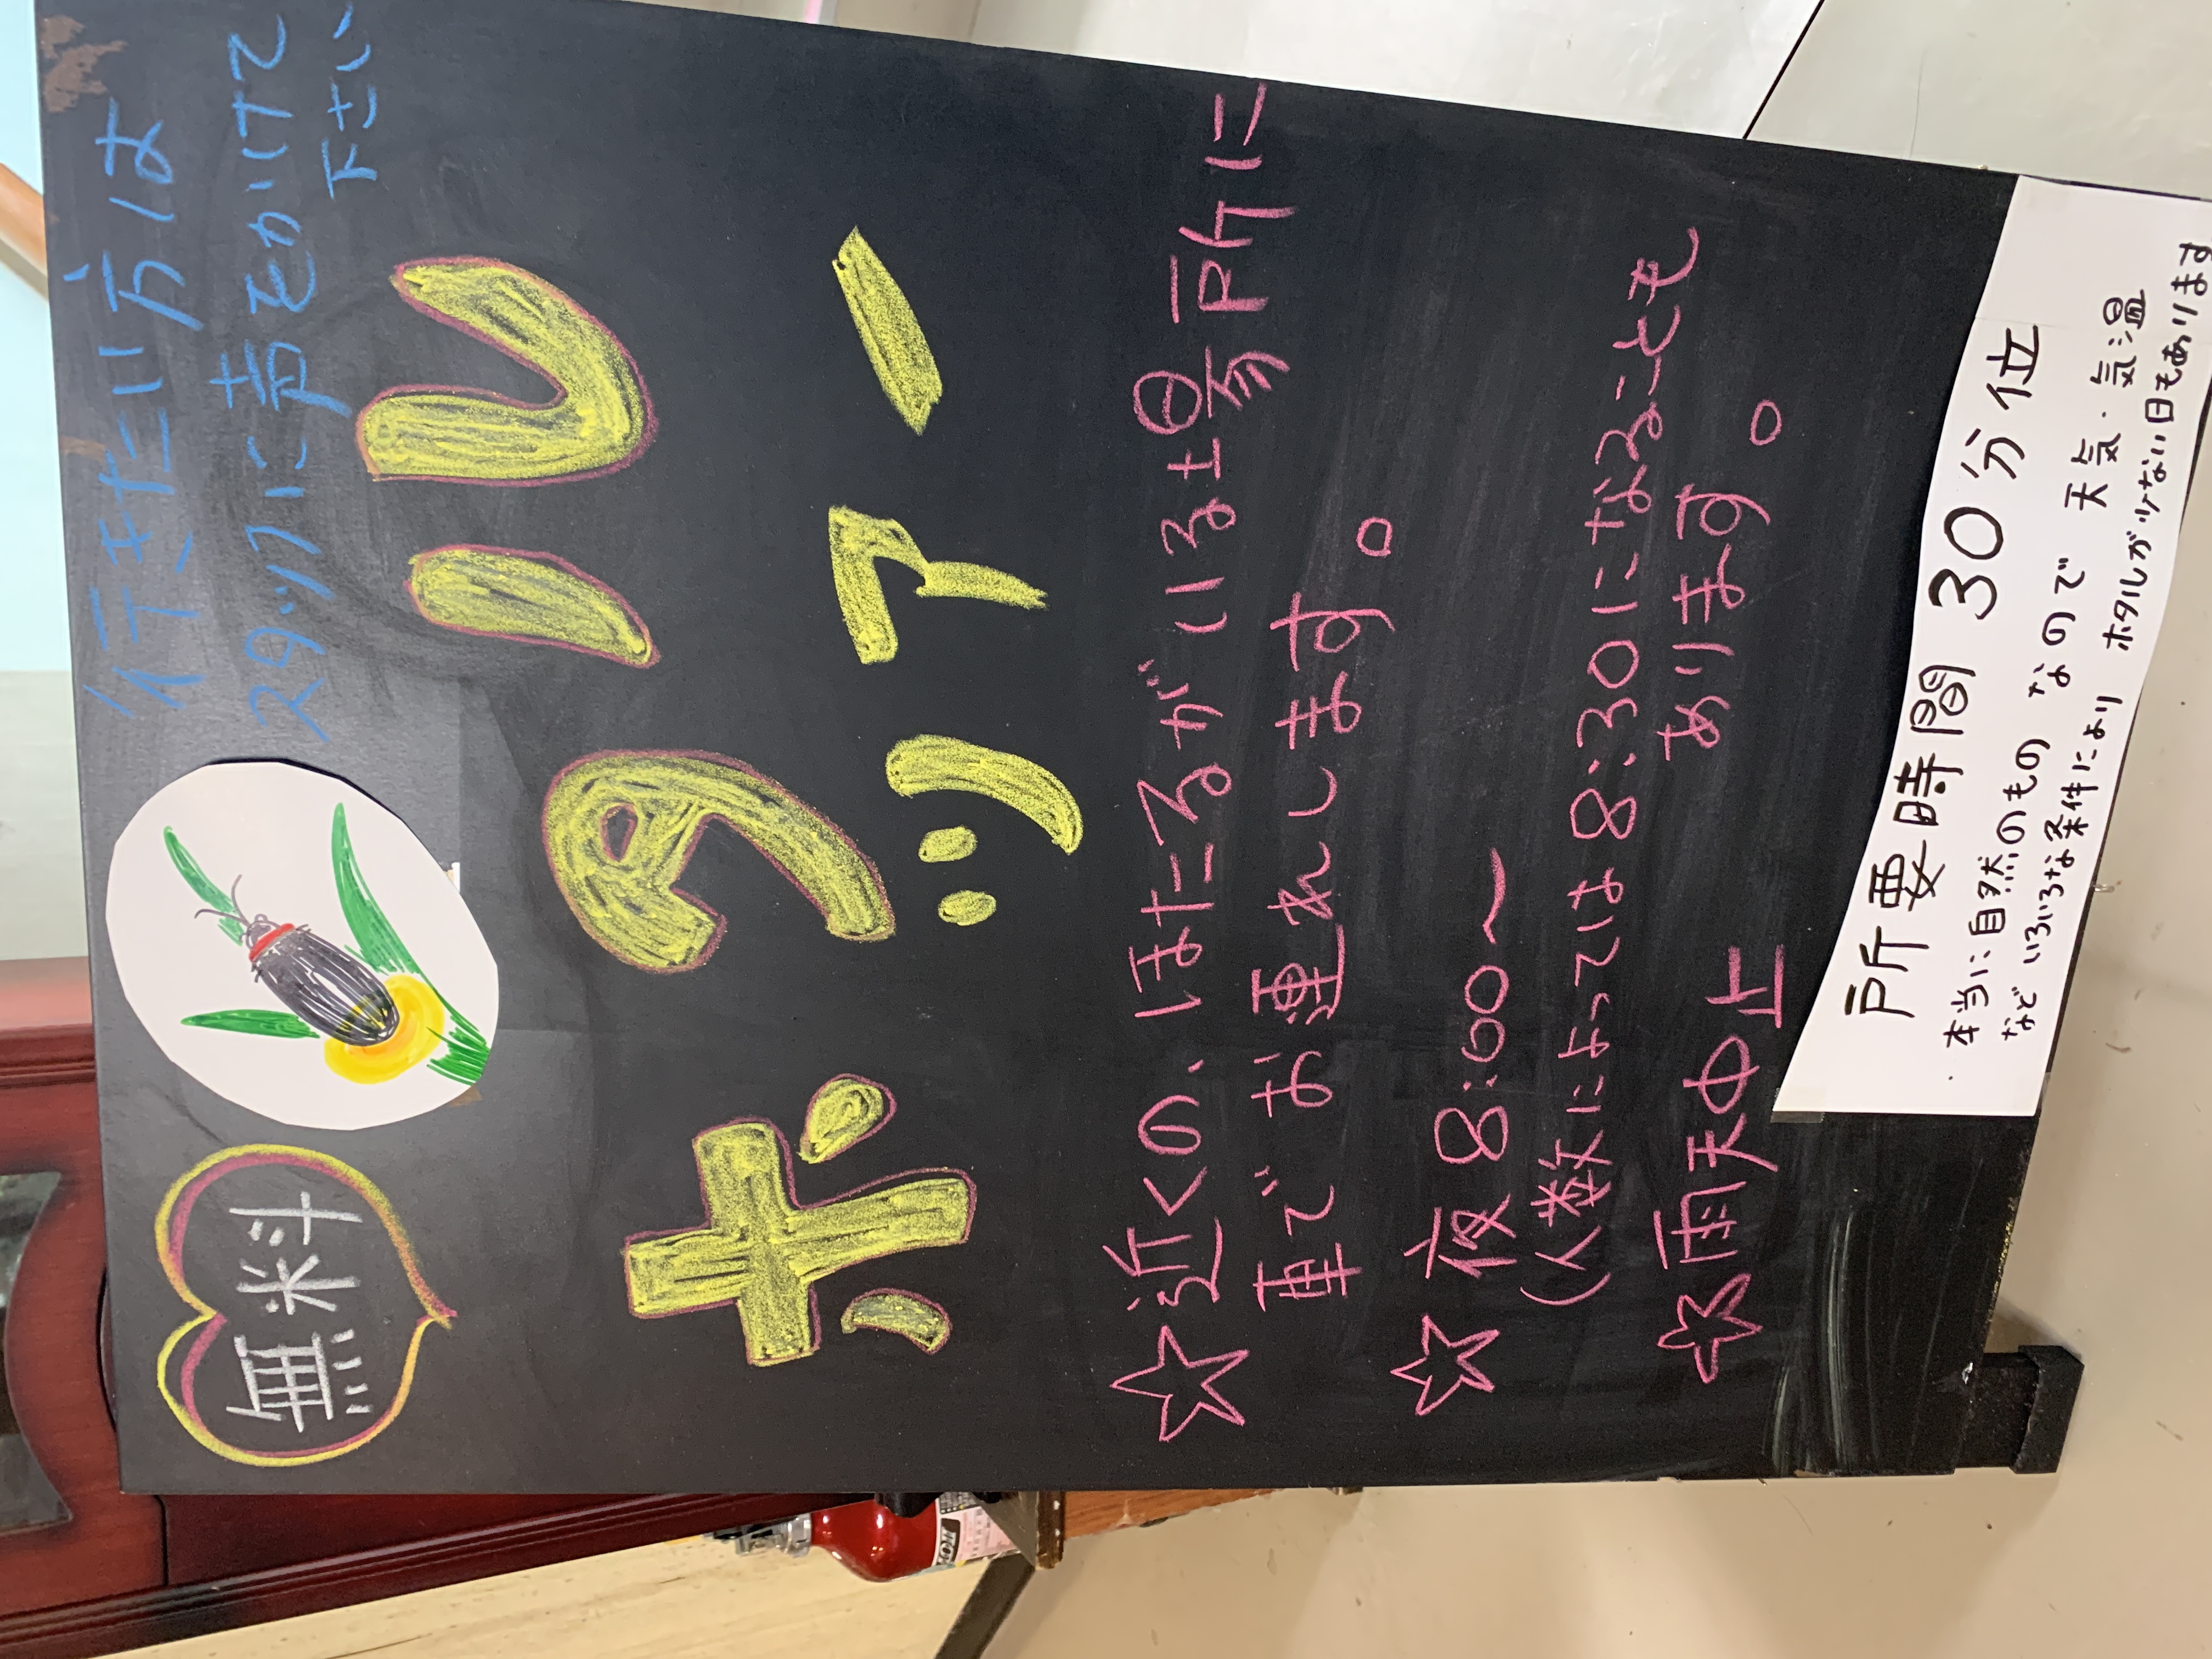 無料
行きたい方は
スタッフに声をかけて
下さい
ホタル
ツアー
☆近くの、ほたるがいる場所に
車でお連れします。
☆夜8:00〜
(人数によっては8:30になることも
あります。
☆雨天中止
所要時間 30分位
・本当に自然のものなので 天気・気温
などいろいろな条件により ホタルが少ない日もあります